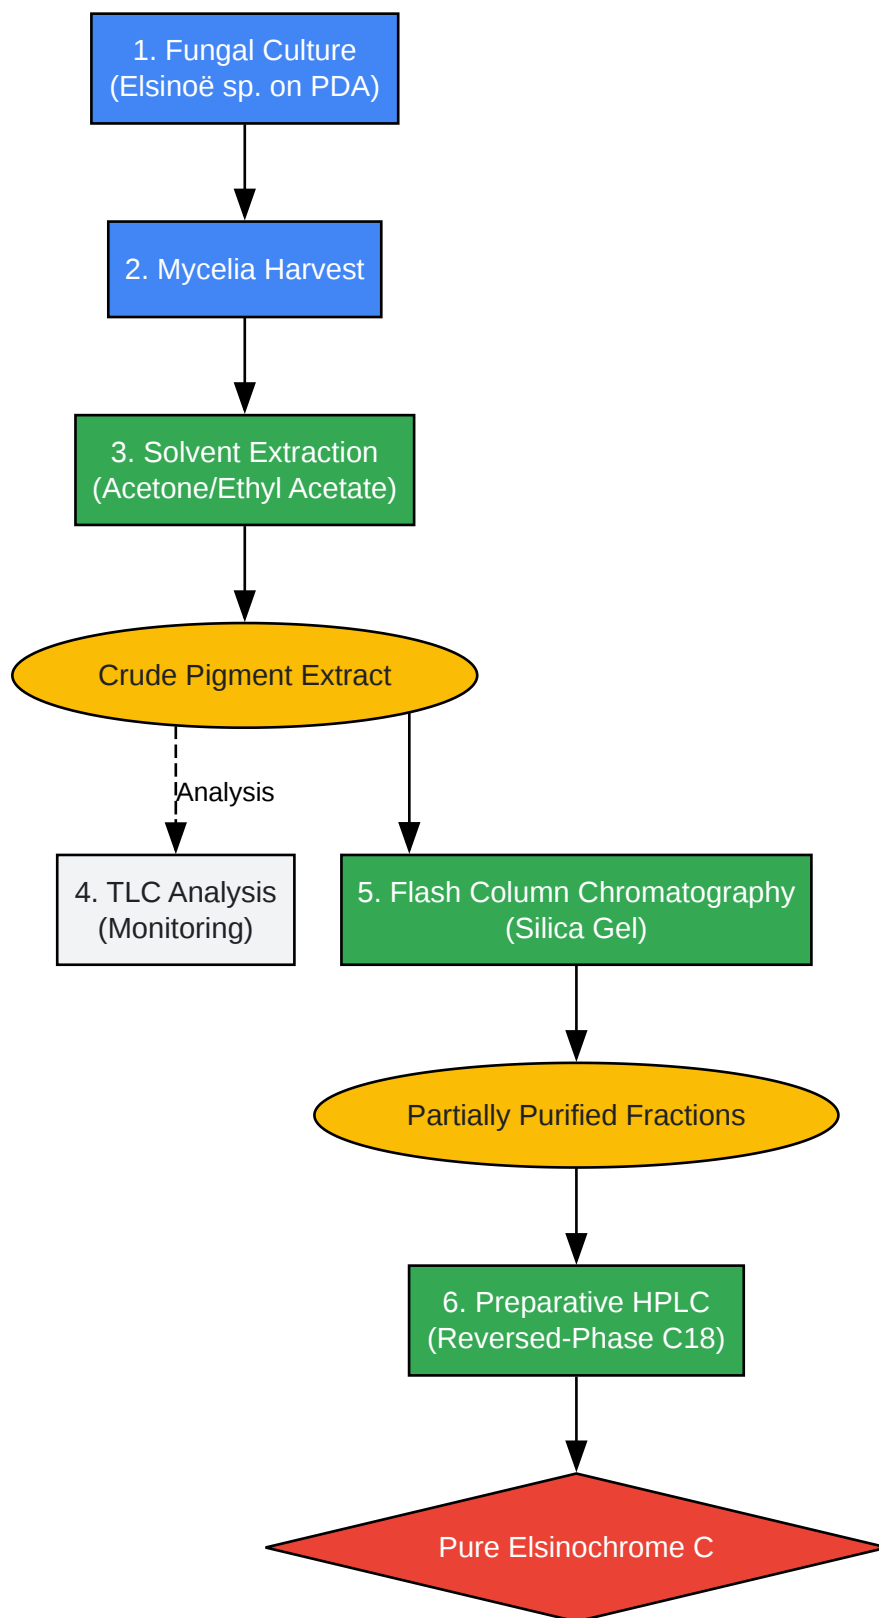 1. Fungal Culture
(Elsinoë sp. on PDA)
2. Mycelia Harvest
3. Solvent Extraction
(Acetone/Ethyl Acetate)
Crude Pigment Extract
Analysis
4. TLC Analysis
(Monitoring)
5. Flash Column Chromatography
(Silica Gel)
Partially Purified Fractions
6. Preparative HPLC
(Reversed-Phase C18)
Pure Elsinochrome C